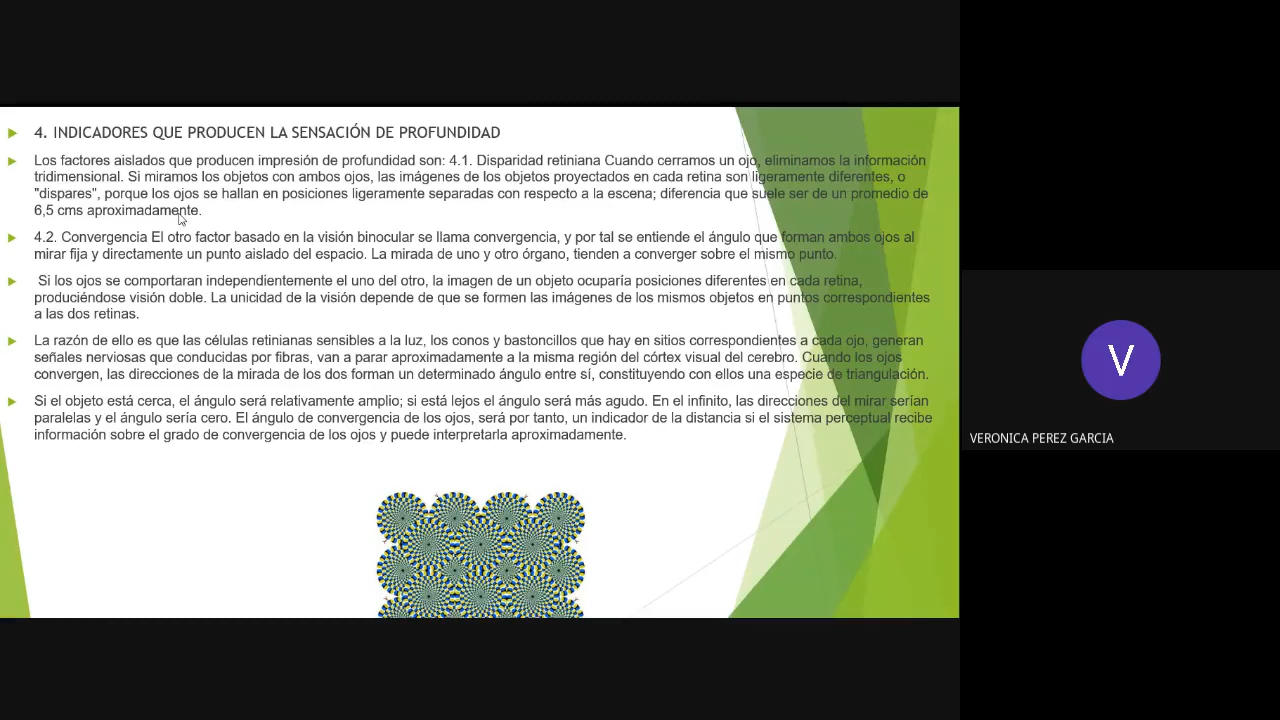 4. INDICADORES QUE PRODUCEN LA SENSACIÓN DE PROFUNDIDAD
Los factores aislados que producen impresión de profundidad son: 4.1. Disparidad retiniana Cuando cerramos un ojo, eliminamos la información
tridimensional. Si miramos los objetos con ambos ojos, las imágenes de los objetos proyectados en cada retina son ligeramente diferentes, o
"dispares", porque los ojos se hallan en posiciones ligeramente separadas con respecto a la escena; diferencia que suele ser de un promedio de
6,5 cms aproximadamente.
4.2. Convergencia El otro factor basado en la visión binocular se llama convergencia, y por tal se entiende el ángulo que forman ambos ojos al
mirar fija y directamente un punto aislado del espacio. La mirada de uno y otro órgano, tienden a converger sobre el mismo punto.
Si los ojos se comportaran independientemente el uno del otro, la imagen de un objeto ocuparía posiciones diferentes en cada retina,
produciéndose visión doble. La unicidad de la visión depende de que se formen las imágenes de los mismos objetos en puntos correspondientes
a las dos retinas.
La razón de ello es que las células retinianas sensibles a la luz, los conos y bastoncillos que hay en sitios correspondientes a cada ojo, generan
señales nerviosas que conducidas por fibras, van a parar aproximadamente a la misma región del córtex visual del cerebro. Cuando los ojos
convergen, las direcciones de la mirada de los dos forman un determinado ángulo entre sí, constituyendo con ellos una especie de triangulación.
Si el objeto está cerca, el ángulo será relativamente amplio; si está lejos el ángulo será más agudo. En el infinito, las direcciones del mirar serían
paralelas y el ángulo sería cero. El ángulo de convergencia de los ojos, será por tanto, un indicador de la distancia si el sistema perceptual recibe
información sobre el grado de convergencia de los ojos y puede interpretarla aproximadamente.
V
VERONICA PEREZ GARCIA